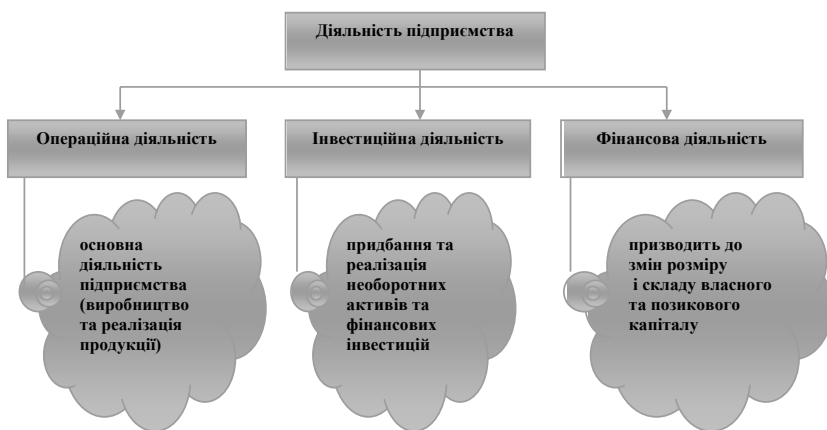 Діяльність підприємства
Операційна діяльність
Інвестиційна діяльність
Фінансова діяльність
основна
діяльність
підприємства
(виробництво
та реалізація
продукції)
придбання та
реалізація
необоротних
активів та
фінансових
інвестицій
призводить до
змін розміру
і складу власного
та позикового
капіталу